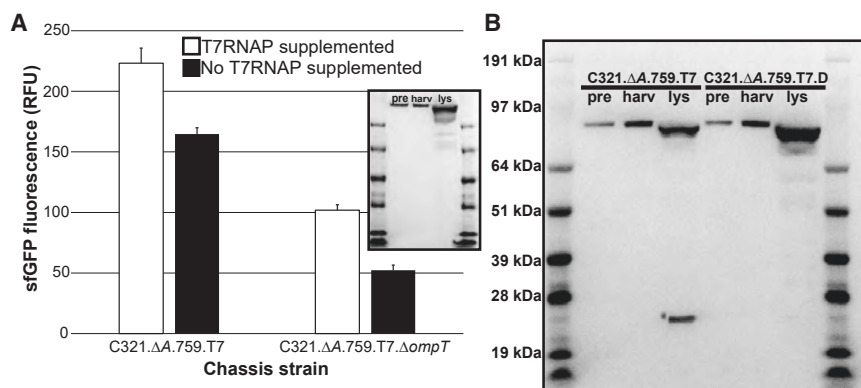 A
250
200
150
100
50
0
sfGFP fluorescence (RFU)
T7RNAP supplemented
No T7RNAP supplemented
pre harv lys
C321.ΔA.759.T7 C321.ΔA.759.T7.ΔompT
Chassis strain
B
C321.ΔA.759.T7 C321.ΔA.759.T7.D
pre harv lys pre harv lys
191 kDa
97 kDa
64 kDa
51 kDa
39 kDa
28 kDa
19 kDa